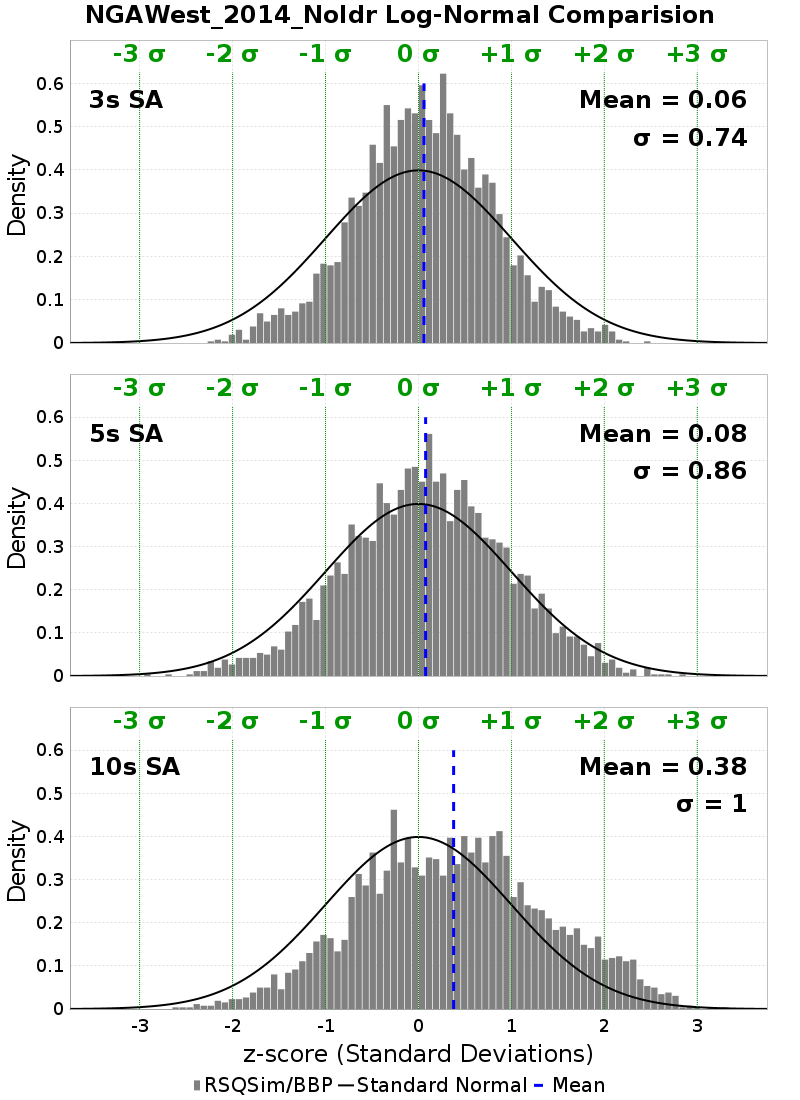 NGAWest_2014_NoIdr Log-Normal Comparision
-3 σ -2 σ -1 σ 0 σ +1 σ +2 σ +3 σ
3s SA
Mean = 0.06
σ = 0.74
Density
0.6
0.5
0.4
0.3
0.2
0.1
0
-3 σ -2 σ -1 σ 0 σ +1 σ +2 σ +3 σ
5s SA
Mean = 0.08
σ = 0.86
Density
0.6
0.5
0.4
0.3
0.2
0.1
0
-3 σ -2 σ -1 σ 0 σ +1 σ +2 σ +3 σ
10s SA
Mean = 0.38
σ = 1
Density
0.6
0.5
0.4
0.3
0.2
0.1
0
-3 -2 -1 0 1 2 3
z-score (Standard Deviations)
RSQSim/BBP Standard Normal Mean